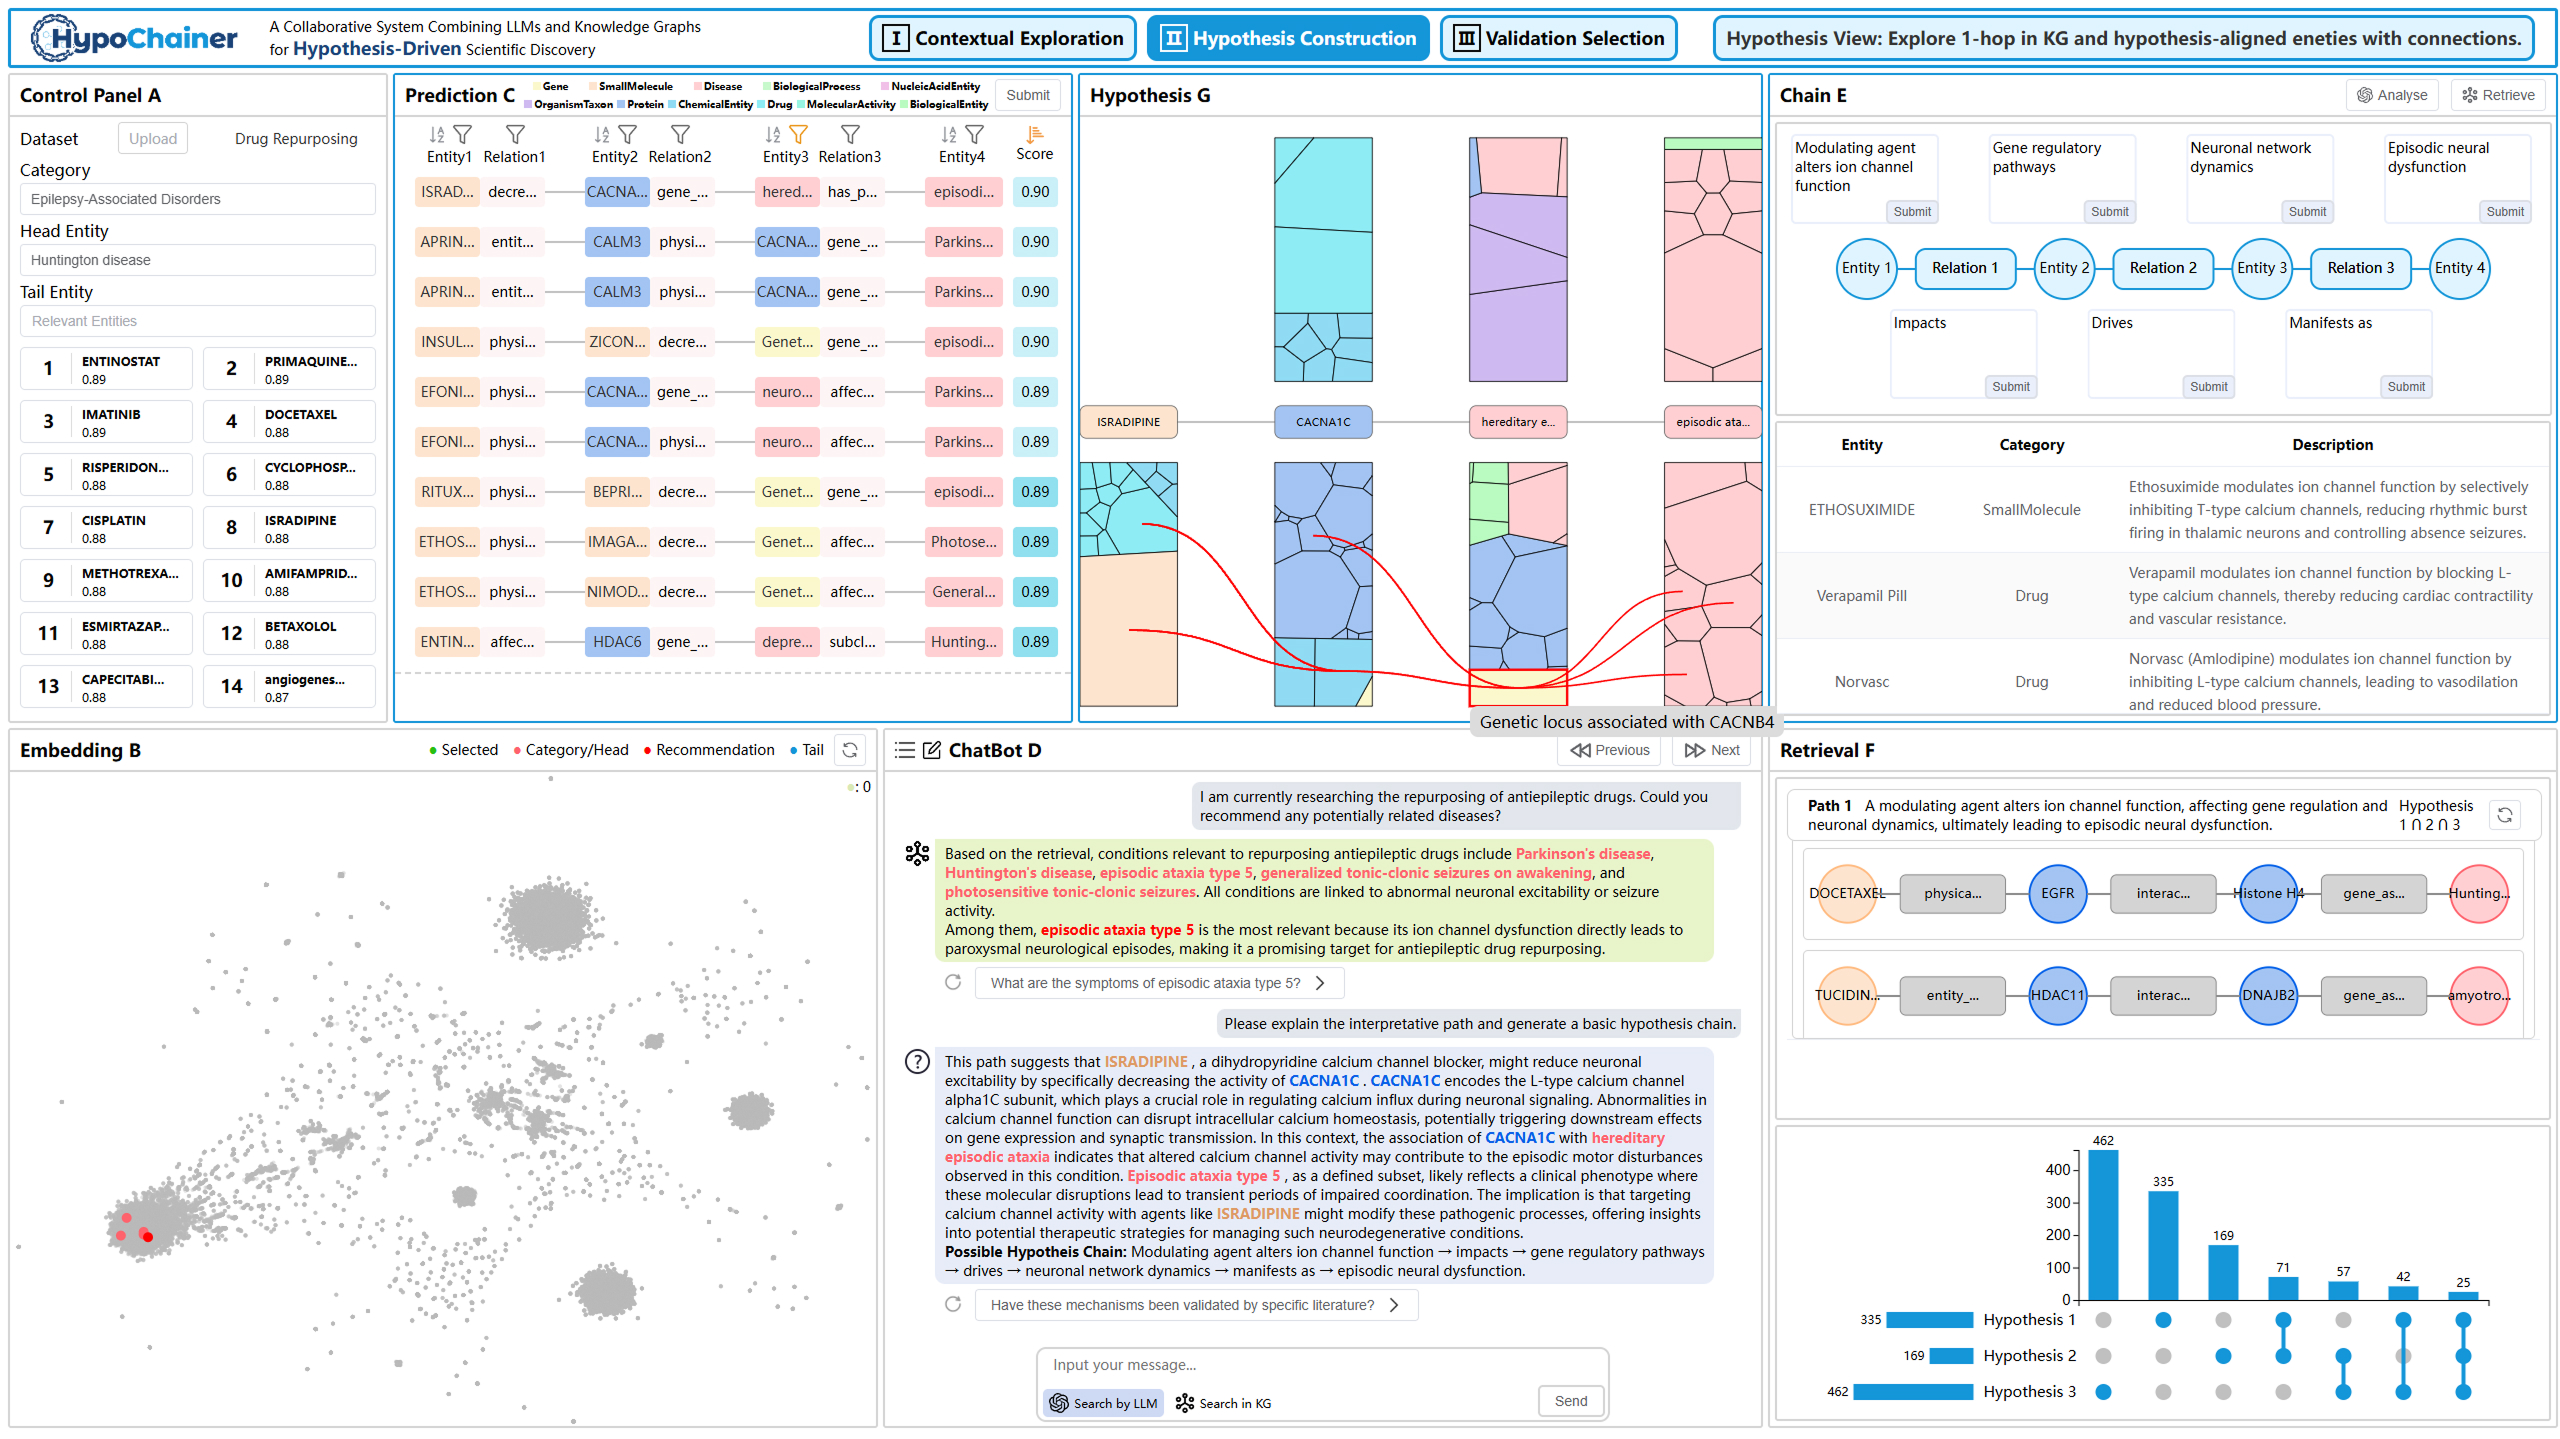 HypoChainer
A Collaborative System Combining LLMs and Knowledge Graphs
for Hypothesis-Driven Scientific Discovery
I Contextual Exploration
II Hypothesis Construction
III Validation Selection
Hypothesis View: Explore 1-hop in KG and hypothesis-aligned eneties with connections.
Control Panel A
Dataset Upload Drug Repurposing
Category
Epilepsy-Associated Disorders
Head Entity
Huntington disease
Tail Entity
Relevant Entities
1 ENTINOSTAT 0.89
2 PRIMAQUINE... 0.89
3 IMATINIB 0.89
4 DOCETAXEL 0.88
5 RISPERIDON... 0.88
6 CYCLOPHOSP... 0.88
7 CISPLATIN 0.88
8 ISRADIPINE 0.88
9 METHOTREXA... 0.88
10 AMIFAMPRID... 0.88
11 ESMIRTAZAP... 0.88
12 BETAXOLOL 0.88
13 CAPECITABI... 0.88
14 angiogenes... 0.87
Prediction C
Gene SmallMolecule Disease BiologicalProcess NucleicAcidEntity
OrganismTaxon Protein ChemicalEntity Drug MolecularActivity BiologicalEntity
Submit
Entity1 Relation1 Entity2 Relation2 Entity3 Relation3 Entity4 Score
ISRAD... decre... CACNA... gene_... hered... has_p... episodi... 0.90
APRIN... entit... CALM3 physi... CACNA... gene_... Parkins... 0.90
APRIN... entit... CALM3 physi... CACNA... gene_... Parkins... 0.90
INSUL... physi... ZICON... decre... Genet... gene_... episodi... 0.90
EFONI... physi... CACNA... gene_... neuro... affec... Parkins... 0.89
EFONI... physi... CACNA... physi... neuro... affec... Parkins... 0.89
RITUX... physi... BEPRI... decre... Genet... gene_... episodi... 0.89
ETHOS... physi... IMAGA... decre... Genet... affec... Photose... 0.89
ETHOS... physi... NIMOD... decre... Genet... affec... General... 0.89
ENTIN... affec... HDAC6 gene_... depre... subcl... Hunting... 0.89
Hypothesis G
ISRADIPINE CACNA1C hereditary e... episodic ata...
Genetic locus associated with CACNB4
Chain E
Analyse Retrieve
Modulating agent
alters ion channel
function
Submit
Gene regulatory
pathways
Submit
Neuronal network
dynamics
Submit
Episodic neural
dysfunction
Submit
Entity 1 Relation 1 Entity 2 Relation 2 Entity 3 Relation 3 Entity 4
Impacts
Submit
Drives
Submit
Manifests as
Submit
Entity Category Description
ETHOSUXIMIDE SmallMolecule
Ethosuximide modulates ion channel function by selectively
inhibiting T-type calcium channels, reducing rhythmic burst
firing in thalamic neurons and controlling absence seizures.
Verapamil Pill Drug
Verapamil modulates ion channel function by blocking L-
type calcium channels, thereby reducing cardiac contractility
and vascular resistance.
Norvasc Drug
Norvasc (Amlodipine) modulates ion channel function by
inhibiting L-type calcium channels, leading to vasodilation
and reduced blood pressure.
Embedding B
Selected Category/Head Recommendation Tail
: 0
ChatBot D
Previous Next
I am currently researching the repurposing of antiepileptic drugs. Could you
recommend any potentially related diseases?
Based on the retrieval, conditions relevant to repurposing antiepileptic drugs include Parkinson's disease,
Huntington's disease, episodic ataxia type 5, generalized tonic-clonic seizures on awakening, and
photosensitive tonic-clonic seizures. All conditions are linked to abnormal neuronal excitability or seizure
activity.
Among them, episodic ataxia type 5 is the most relevant because its ion channel dysfunction directly leads to
paroxysmal neurological episodes, making it a promising target for antiepileptic drug repurposing.
What are the symptoms of episodic ataxia type 5?
Please explain the interpretative path and generate a basic hypothesis chain.
This path suggests that ISRADIPINE , a dihydropyridine calcium channel blocker, might reduce neuronal
excitability by specifically decreasing the activity of CACNA1C . CACNA1C encodes the L-type calcium channel
alpha1C subunit, which plays a crucial role in regulating calcium influx during neuronal signaling. Abnormalities in
calcium channel function can disrupt intracellular calcium homeostasis, potentially triggering downstream effects
on gene expression and synaptic transmission. In this context, the association of CACNA1C with hereditary
episodic ataxia indicates that altered calcium channel activity may contribute to the episodic motor disturbances
observed in this condition. Episodic ataxia type 5 , as a defined subset, likely reflects a clinical phenotype where
these molecular disruptions lead to transient periods of impaired coordination. The implication is that targeting
calcium channel activity with agents like ISRADIPINE might modify these pathogenic processes, offering insights
into potential therapeutic strategies for managing such neurodegenerative conditions.
Possible Hypotheis Chain: Modulating agent alters ion channel function → impacts → gene regulatory pathways
→ drives → neuronal network dynamics → manifests as → episodic neural dysfunction.
Have these mechanisms been validated by specific literature?
Input your message...
Search by LLM Search in KG Send
Retrieval F
Path 1 A modulating agent alters ion channel function, affecting gene regulation and
neuronal dynamics, ultimately leading to episodic neural dysfunction.
Hypothesis
1 ∩ 2 ∩ 3
DOCETAXEL physica... EGFR interac... Histone H4 gene_as... Hunting...
TUCIDIN... entity_... HDAC11 interac... DNAJB2 gene_as... amyotro...
462 335 169 71 57 42 25
400
300
200
100
0
335 Hypothesis 1
169 Hypothesis 2
462 Hypothesis 3